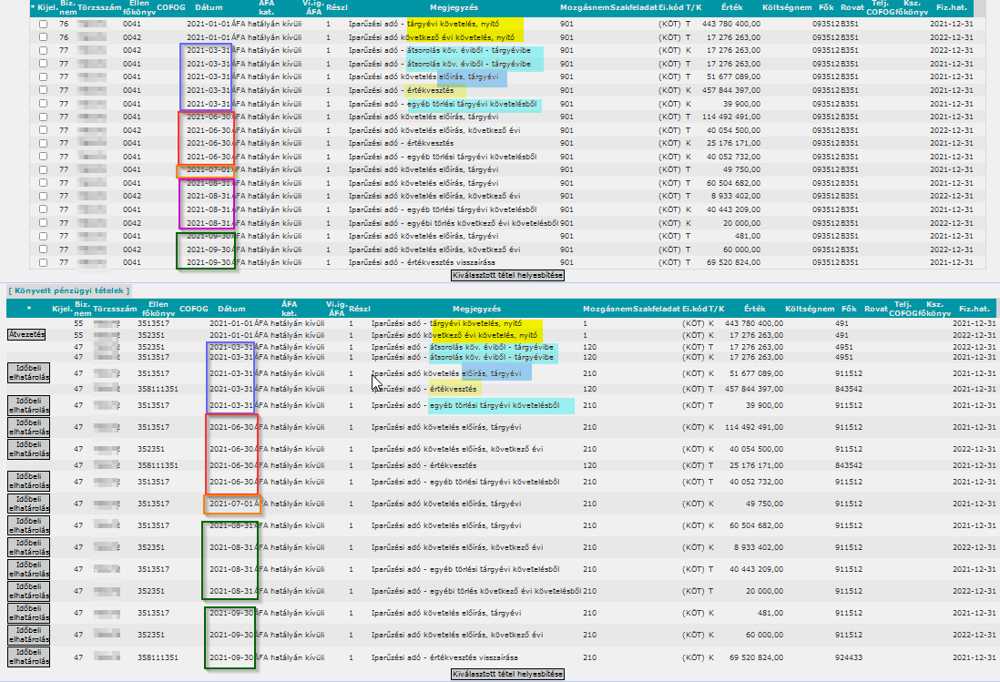 * Kijel. Biz. nem Törzsszám Ellen főkönyv COFOG Dátum ÁFA kat. Vi.ig. ÁFA Részl Megjegyzés Mozgásnem Szakfeladat Ei.kód T/K Érték Költségnem Fők Rovat Telj. COFOG Ksz. főkönyv Fiz.hat.
76 0041 2021-01-01 ÁFA hatályán kívüli 1 Iparűzési adó - tárgyévi követelés, nyitó 901 (KÖT) T 443 780 400,00 093512 B351 2021-12-31
76 0042 2021-01-01 ÁFA hatályán kívüli 1 Iparűzési adó következő évi követelés, nyitó 901 (KÖT) T 17 276 263,00 093512 B351 2022-12-31
77 0042 2021-03-31 ÁFA hatályán kívüli 1 Iparűzési adó - átsorolás köv. éviből - tárgyévibe 901 (KÖT) K 17 276 263,00 093512 B351 2022-12-31
77 0041 2021-03-31 ÁFA hatályán kívüli 1 Iparűzési adó - átsorolás köv. éviből - tárgyévibe 901 (KÖT) T 17 276 263,00 093512 B351 2021-12-31
77 0041 2021-03-31 ÁFA hatályán kívüli 1 Iparűzési adó követelés előírás, tárgyévi 901 (KÖT) T 51 677 089,00 093512 B351 2021-12-31
77 0041 2021-03-31 ÁFA hatályán kívüli 1 Iparűzési adó - értékvesztés 901 (KÖT) K 457 844 397,00 093512 B351 2021-12-31
77 0041 2021-03-31 ÁFA hatályán kívüli 1 Iparűzési adó - egyéb törlési tárgyévi követelésből 901 (KÖT) K 39 900,00 093512 B351 2021-12-31
77 0041 2021-06-30 ÁFA hatályán kívüli 1 Iparűzési adó követelés előírás, tárgyévi 901 (KÖT) T 114 492 491,00 093512 B351 2021-12-31
77 0042 2021-06-30 ÁFA hatályán kívüli 1 Iparűzési adó követelés előírás, következő évi 901 (KÖT) T 40 054 500,00 093512 B351 2022-12-31
77 0041 2021-06-30 ÁFA hatályán kívüli 1 Iparűzési adó - értékvesztés 901 (KÖT) K 25 176 171,00 093512 B351 2021-12-31
77 0041 2021-06-30 ÁFA hatályán kívüli 1 Iparűzési adó - egyéb törlési tárgyévi követelésből 901 (KÖT) K 40 052 732,00 093512 B351 2021-12-31
77 0041 2021-07-01 ÁFA hatályán kívüli 1 Iparűzési adó követelés előírás, tárgyévi 901 (KÖT) T 49 750,00 093512 B351 2021-12-31
77 0041 2021-08-31 ÁFA hatályán kívüli 1 Iparűzési adó követelés előírás, tárgyévi 901 (KÖT) T 60 504 682,00 093512 B351 2021-12-31
77 0042 2021-08-31 ÁFA hatályán kívüli 1 Iparűzési adó követelés előírás, következő évi 901 (KÖT) T 8 933 402,00 093512 B351 2022-12-31
77 0041 2021-08-31 ÁFA hatályán kívüli 1 Iparűzési adó - egyéb törlési tárgyévi követelésből 901 (KÖT) K 40 443 209,00 093512 B351 2021-12-31
77 0042 2021-08-31 ÁFA hatályán kívüli 1 Iparűzési adó - egyébi törlés következő évi követelésből 901 (KÖT) K 20 000,00 093512 B351 2022-12-31
77 0041 2021-09-30 ÁFA hatályán kívüli 1 Iparűzési adó követelés előírás, tárgyévi 901 (KÖT) T 481,00 093512 B351 2021-12-31
77 0042 2021-09-30 ÁFA hatályán kívüli 1 Iparűzési adó követelés előírás, következő évi 901 (KÖT) T 60 000,00 093512 B351 2022-12-31
77 0041 2021-09-30 ÁFA hatályán kívüli 1 Iparűzési adó - értékvesztés visszaírása 901 (KÖT) T 69 520 824,00 093512 B351 2021-12-31
Kiválasztott tétel helyesbítése
[ Könyvelt pénzügyi tételek ]
* Kijel. Biz. nem Törzsszám Ellen főkönyv COFOG Dátum ÁFA kat. Vi.ig. ÁFA Részl Megjegyzés Mozgásnem Szakfeladat Ei.kód T/K Érték Költségnem Fők Rovat Telj. COFOG Ksz. főkönyv Fiz.hat.
55 3513517 2021-01-01 ÁFA hatályán kívüli 1 Iparűzési adó - tárgyévi követelés, nyitó 1 (KÖT) K 443 780 400,00 491 2021-12-31
Átvezetés 55 352351 2021-01-01 ÁFA hatályán kívüli 1 Iparűzési adó következő évi követelés, nyitó 1 (KÖT) K 17 276 263,00 491 2022-12-31
47 352351 2021-03-31 ÁFA hatályán kívüli 1 Iparűzési adó - átsorolás köv. éviből - tárgyévibe 120 (KÖT) T 17 276 263,00 4951 2022-12-31
47 3513517 2021-03-31 ÁFA hatályán kívüli 1 Iparűzési adó - átsorolás köv. éviből - tárgyévibe 120 (KÖT) K 17 276 263,00 4951 2021-12-31
Időbeli elhatárolás 47 3513517 2021-03-31 ÁFA hatályán kívüli 1 Iparűzési adó követelés előírás, tárgyévi 210 (KÖT) K 51 677 089,00 911512 2021-12-31
47 358111351 2021-03-31 ÁFA hatályán kívüli 1 Iparűzési adó - értékvesztés 120 (KÖT) K 457 844 397,00 843542 2021-12-31
Időbeli elhatárolás 47 3513517 2021-03-31 ÁFA hatályán kívüli 1 Iparűzési adó - egyéb törlési tárgyévi követelésből 210 (KÖT) T 39 900,00 911512 2021-12-31
Időbeli elhatárolás 47 3513517 2021-06-30 ÁFA hatályán kívüli 1 Iparűzési adó követelés előírás, tárgyévi 210 (KÖT) K 114 492 491,00 911512 2021-12-31
Időbeli elhatárolás 47 352351 2021-06-30 ÁFA hatályán kívüli 1 Iparűzési adó követelés előírás, következő évi 210 (KÖT) K 40 054 500,00 911512 2022-12-31
47 358111351 2021-06-30 ÁFA hatályán kívüli 1 Iparűzési adó - értékvesztés 120 (KÖT) T 25 176 171,00 843542 2021-12-31
Időbeli elhatárolás 47 3513517 2021-06-30 ÁFA hatályán kívüli 1 Iparűzési adó - egyéb törlési tárgyévi követelésből 210 (KÖT) T 40 052 732,00 911512 2021-12-31
Időbeli elhatárolás 47 3513517 2021-07-01 ÁFA hatályán kívüli 1 Iparűzési adó követelés előírás, tárgyévi 210 (KÖT) K 49 750,00 911512 2021-12-31
Időbeli elhatárolás 47 3513517 2021-08-31 ÁFA hatályán kívüli 1 Iparűzési adó követelés előírás, tárgyévi 210 (KÖT) K 60 504 682,00 911512 2021-12-31
Időbeli elhatárolás 47 352351 2021-08-31 ÁFA hatályán kívüli 1 Iparűzési adó követelés előírás, következő évi 210 (KÖT) K 8 933 402,00 911512 2022-12-31
Időbeli elhatárolás 47 3513517 2021-08-31 ÁFA hatályán kívüli 1 Iparűzési adó - egyéb törlési tárgyévi követelésből 210 (KÖT) T 40 443 209,00 911512 2021-12-31
Időbeli elhatárolás 47 352351 2021-08-31 ÁFA hatályán kívüli 1 Iparűzési adó - egyébi törlés következő évi követelésből 210 (KÖT) T 20 000,00 911512 2022-12-31
Időbeli elhatárolás 47 3513517 2021-09-30 ÁFA hatályán kívüli 1 Iparűzési adó követelés előírás, tárgyévi 210 (KÖT) K 481,00 911512 2021-12-31
Időbeli elhatárolás 47 352351 2021-09-30 ÁFA hatályán kívüli 1 Iparűzési adó követelés előírás, következő évi 210 (KÖT) K 60 000,00 911512 2022-12-31
Időbeli elhatárolás 47 358111351 2021-09-30 ÁFA hatályán kívüli 1 Iparűzési adó - értékvesztés visszaírása 210 (KÖT) K 69 520 824,00 924433 2021-12-31
Kiválasztott tétel helyesbítése